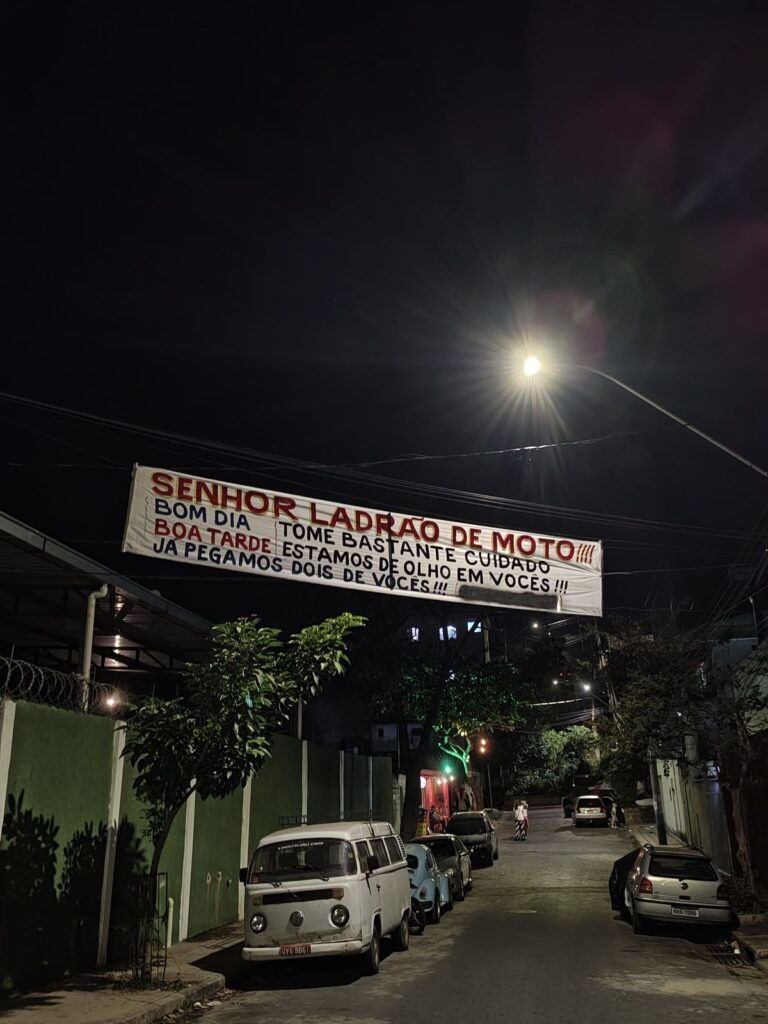 SENHOR LADRÃO DE MOTO!!!!
BOM DIA
BOA TARDE
TOME BASTANTE CUIDADO
ESTAMOS DE OLHO EM VOCÊS!!!
JÁ PEGAMOS DOIS DE VOCÊS!!!